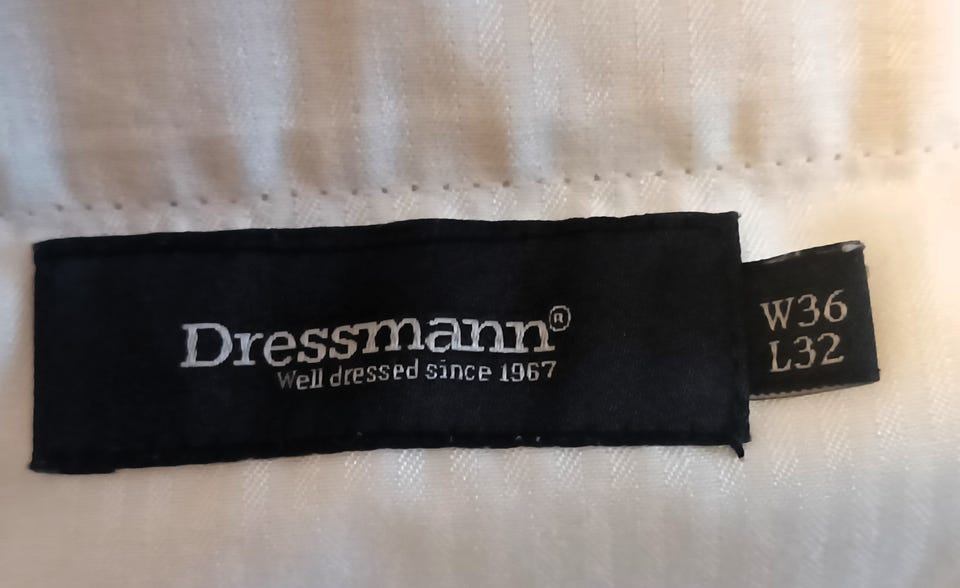 Dressmann®
Well dressed since 1967
W36
L32